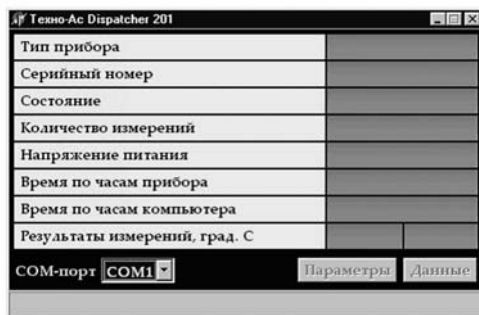 Техно-Ас Dispatcher 201
Тип прибора
Серийный номер
Состояние
Количество измерений
Напряжение питания
Время по часам прибора
Время по часам компьютера
Результаты измерений, град. С
COM-порт COM1 Параметры Данные